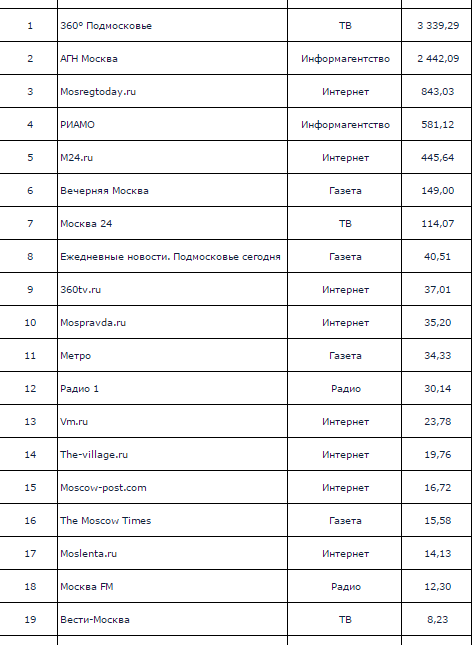 1 360° Подмосковье ТВ 3 339,29
2 АГН Москва Информагентство 2 442,09
3 Mosregtoday.ru Интернет 843,03
4 РИАМО Информагентство 581,12
5 M24.ru Интернет 445,64
6 Вечерняя Москва Газета 149,00
7 Москва 24 ТВ 114,07
8 Ежедневные новости. Подмосковье сегодня Газета 40,51
9 360tv.ru Интернет 37,01
10 Mospravda.ru Интернет 35,20
11 Метро Газета 34,33
12 Радио 1 Радио 30,14
13 Vm.ru Интернет 23,78
14 The-village.ru Интернет 19,76
15 Moscow-post.com Интернет 16,72
16 The Moscow Times Газета 15,58
17 Moslenta.ru Интернет 14,13
18 Москва FM Радио 12,30
19 Вести-Москва ТВ 8,23